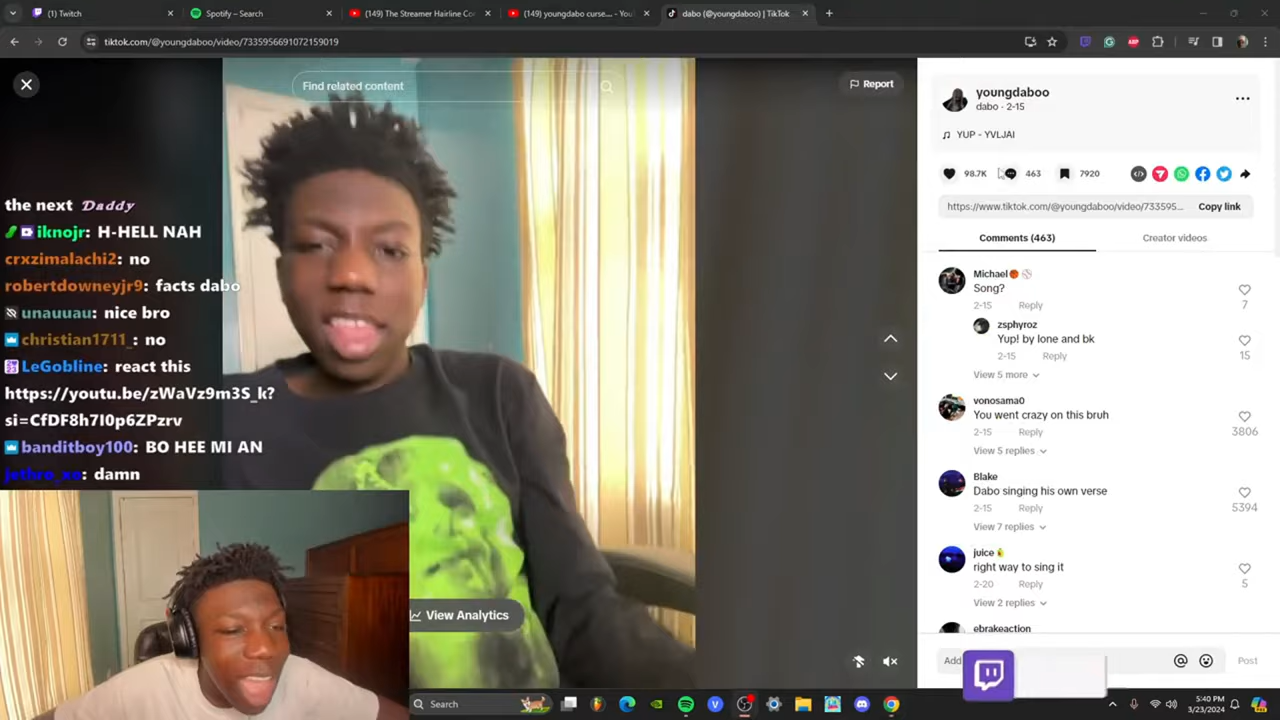 (1) Twitch
Spotify – Search
(149) The Streamer Hairline Co
(149) youngdabo curse.... - You
dabo (@youngdaboo) | TikTok
tiktok.com/@youngdaboo/video/7335956691072159019
Find related content
Report
the next Daddy
iknojr: H-HELL NAH
crxzimalachi2: no
robertdowneyjr9: facts dabo
unauuau: nice bro
christian1711_: no
LeGobline: react this
https://youtu.be/zWaVz9m3S_k?
si=CfDF8h7I0p6ZPzrv
banditboy100: BO HEE MI AN
jethro_xo: damn
View Analytics
youngdaboo
dabo · 2-15
YUP - YVLJAI
98.7K
463
7920
https://www.tiktok.com/@youngdaboo/video/733595...
Copy link
Comments (463)
Creator videos
Michael
Song?
2-15 Reply
7
zsphyroz
Yup! by lone and bk
2-15 Reply
15
View 5 more
vonosama0
You went crazy on this bruh
2-15 Reply
3806
View 5 replies
Blake
Dabo singing his own verse
2-15 Reply
5394
View 7 replies
juice
right way to sing it
2-20 Reply
5
View 2 replies
ebrakeaction
Add
Post
Search
5:40 PM
3/23/2024